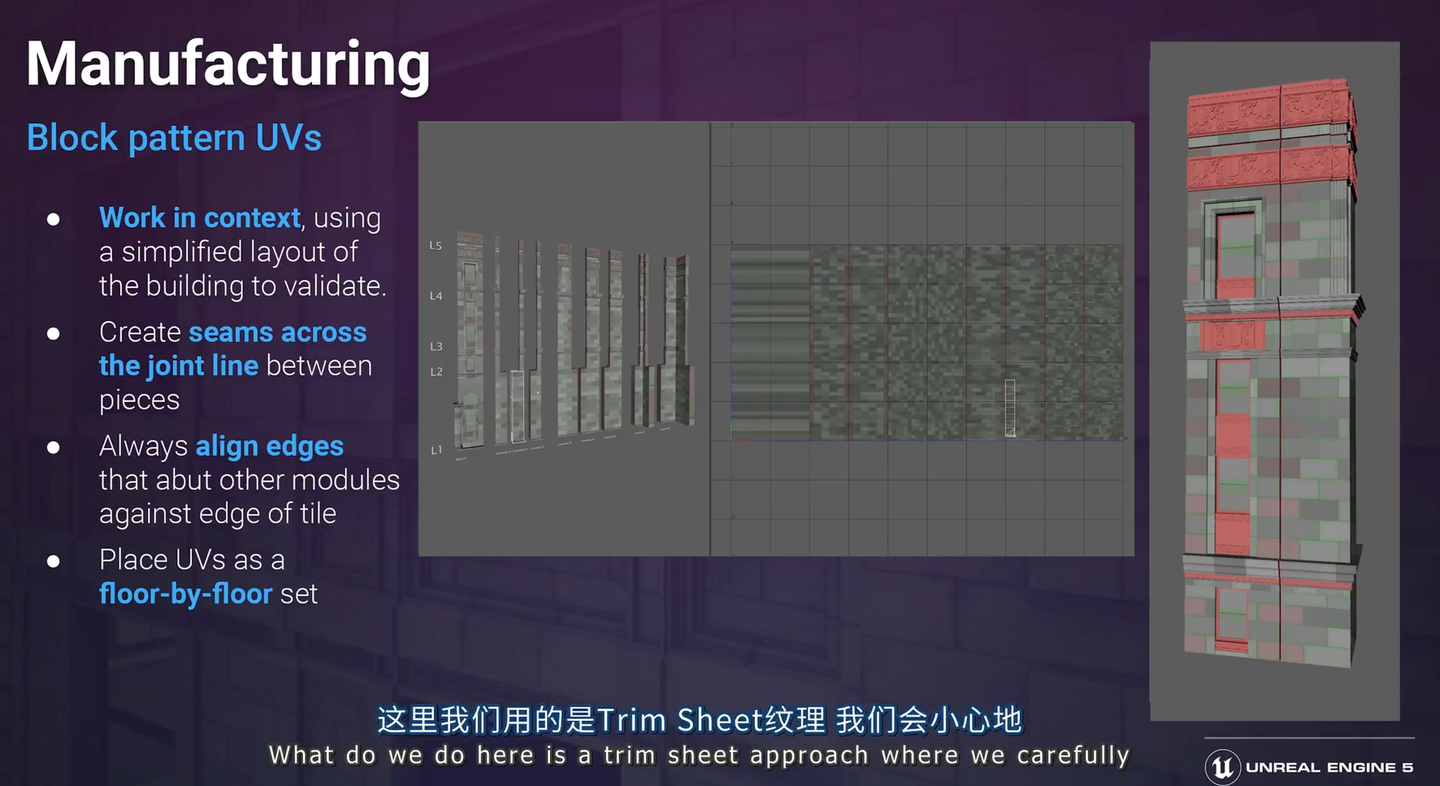 Manufacturing
Block pattern UVs
● Work in context, using
a simplified layout of
the building to validate.
● Create seams across
the joint line between
pieces
● Always align edges
that abut other modules
against edge of tile
● Place UVs as a
floor-by-floor set
L5
L4
L3
L2
L1
这里我们用的是Trim Sheet纹理 我们会小心地
What do we do here is a trim sheet approach where we carefully
UNREAL ENGINE 5